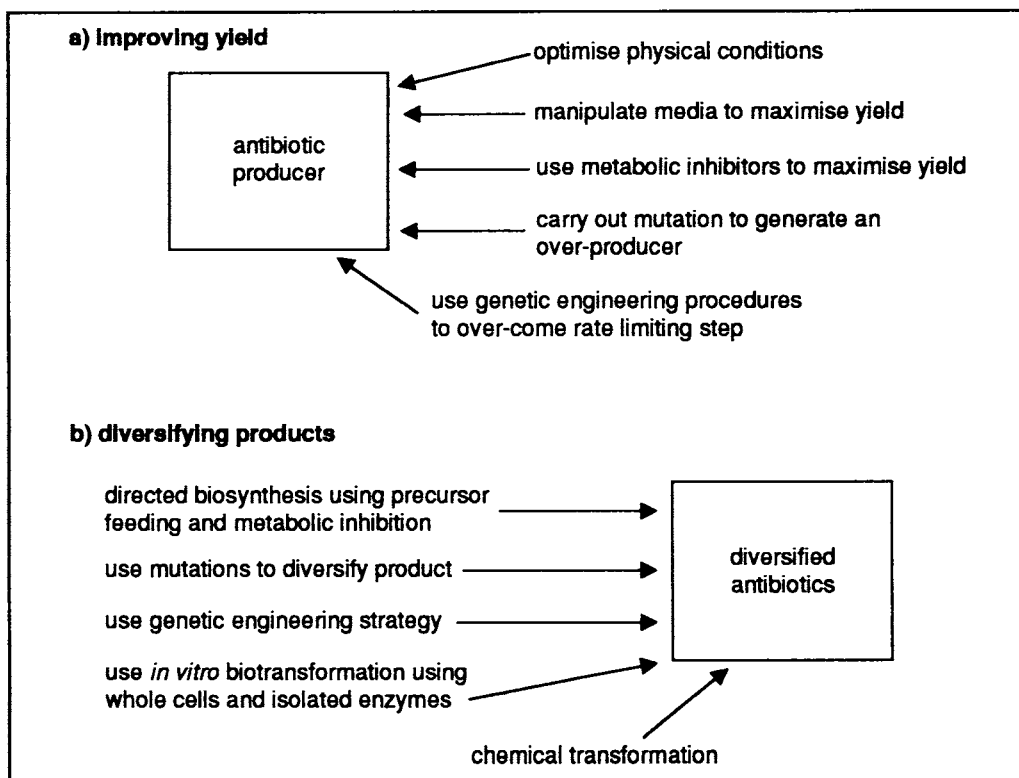 a) improving yield
optimise physical conditions
manipulate media to maximise yield
antibiotic
producer
use metabolic inhibitors to maximise yield
carry out mutation to generate an
over-producer
use genetic engineering procedures
to over-come rate limiting step
b) diversifying products
directed biosynthesis using precursor
feeding and metabolic inhibition
use mutations to diversify product
diversified
antibiotics
use genetic engineering strategy
use in vitro biotransformation using
whole cells and isolated enzymes
chemical transformation